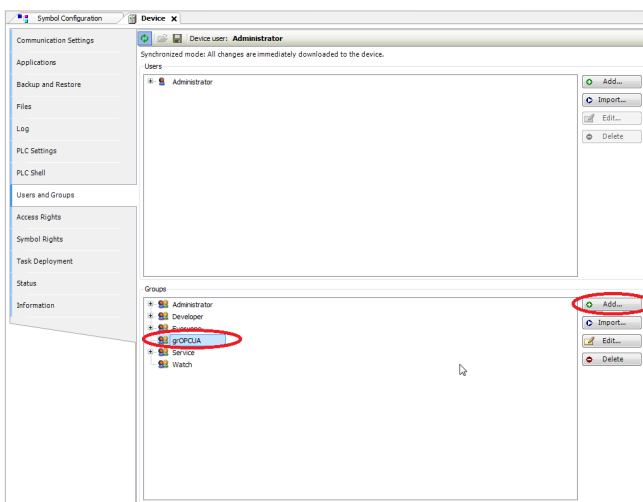 Symbol Configuration
Device
Communication Settings
Applications
Backup and Restore
Files
Log
PLC Settings
PLC Shell
Users and Groups
Access Rights
Symbol Rights
Task Deployment
Status
Information
Device user: Administrator
Synchronized mode: All changes are immediately downloaded to the device.
Users
Administrator
Add...
Import...
Edit...
Delete
Groups
Administrator
Developer
Everyone
grOPCUA
Service
Watch
Add...
Import...
Edit...
Delete